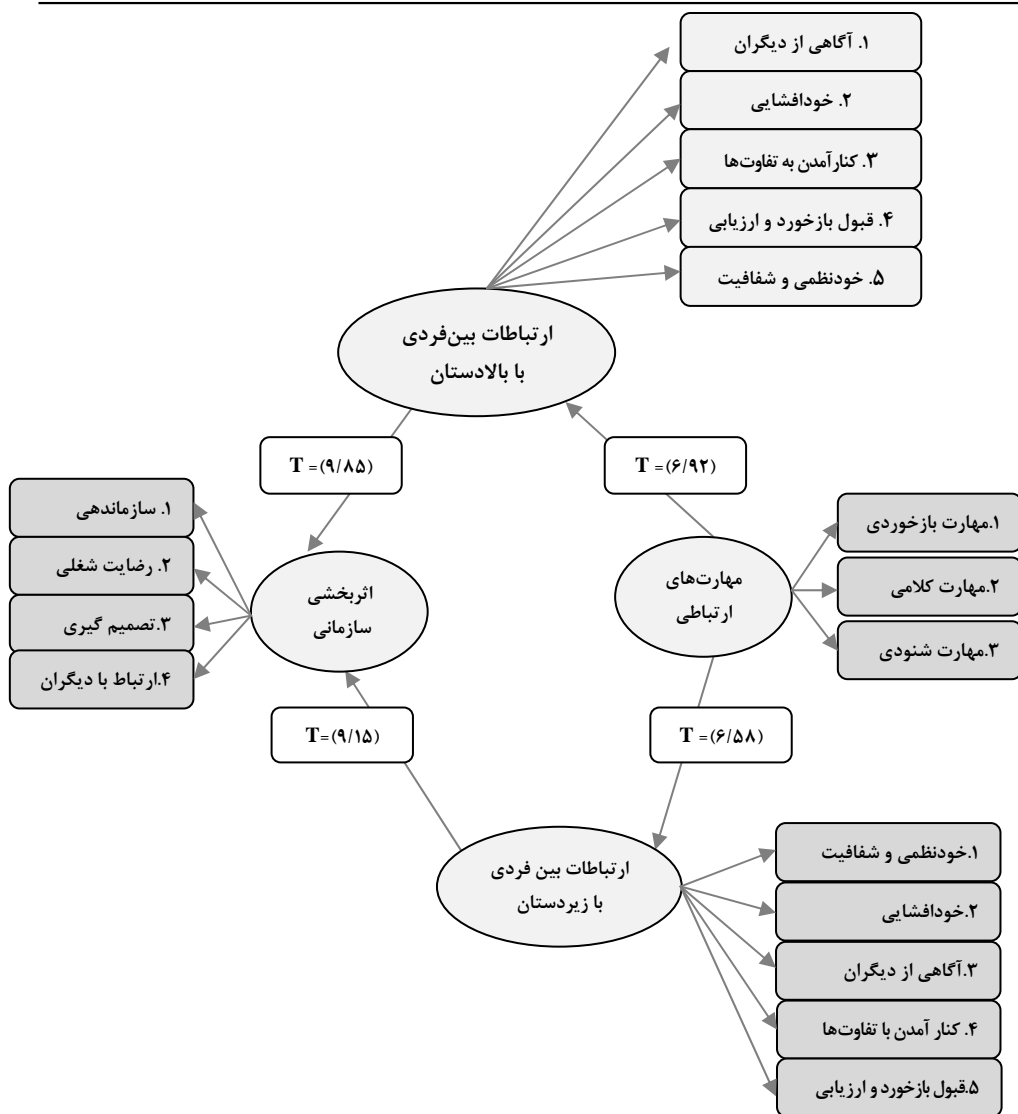 ۱. آگاهی از دیگران
۲. خودافشایی
۳. کنارآمدن به تفاوت‌ها
۴. قبول بازخورد و ارزیابی
۵. خودنظمی و شفافیت
ارتباطات بین‌فردی
با بالادستان
T =(۹/۸۵)
T =(۶/۹۲)
۱.مهارت بازخوردی
۲.مهارت کلامی
۳.مهارت شنودی
مهارت‌های
ارتباطی
اثربخشی
سازمانی
۱. سازماندهی
۲. رضایت شغلی
۳.تصمیم گیری
۴.ارتباط با دیگران
T =(۶/۵۸)
T=(۹/۱۵)
ارتباطات بین فردی
با زیردستان
۱.خودنظمی و شفافیت
۲.خودافشایی
۳.آگاهی از دیگران
۴. کنار آمدن با تفاوت‌ها
۵.قبول بازخورد و ارزیابی